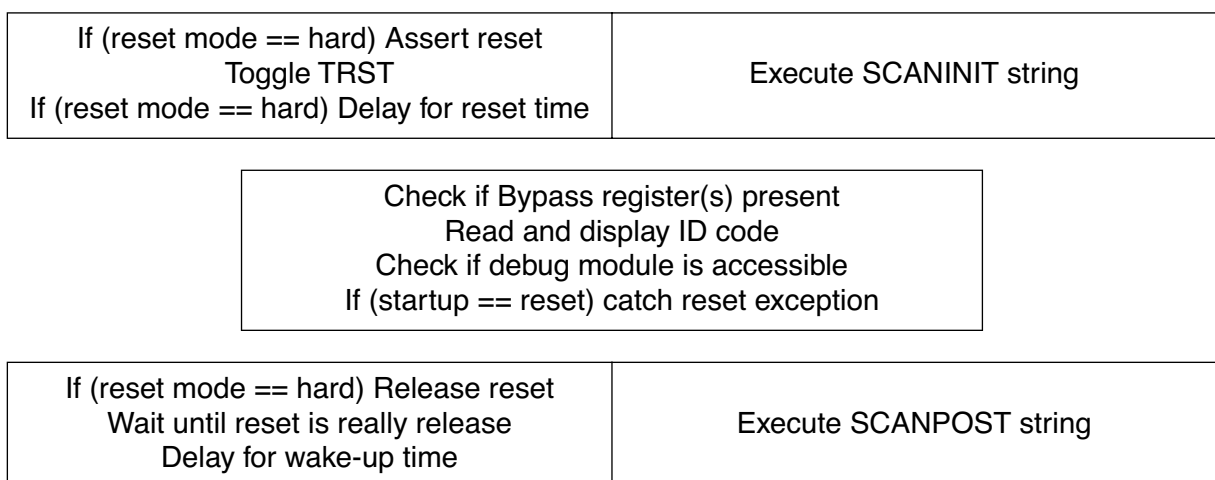 If (reset mode == hard) Assert reset
Toggle TRST
If (reset mode == hard) Delay for reset time
Execute SCANINIT string
Check if Bypass register(s) present
Read and display ID code
Check if debug module is accessible
If (startup == reset) catch reset exception
If (reset mode == hard) Release reset
Wait until reset is really release
Delay for wake-up time
Execute SCANPOST string